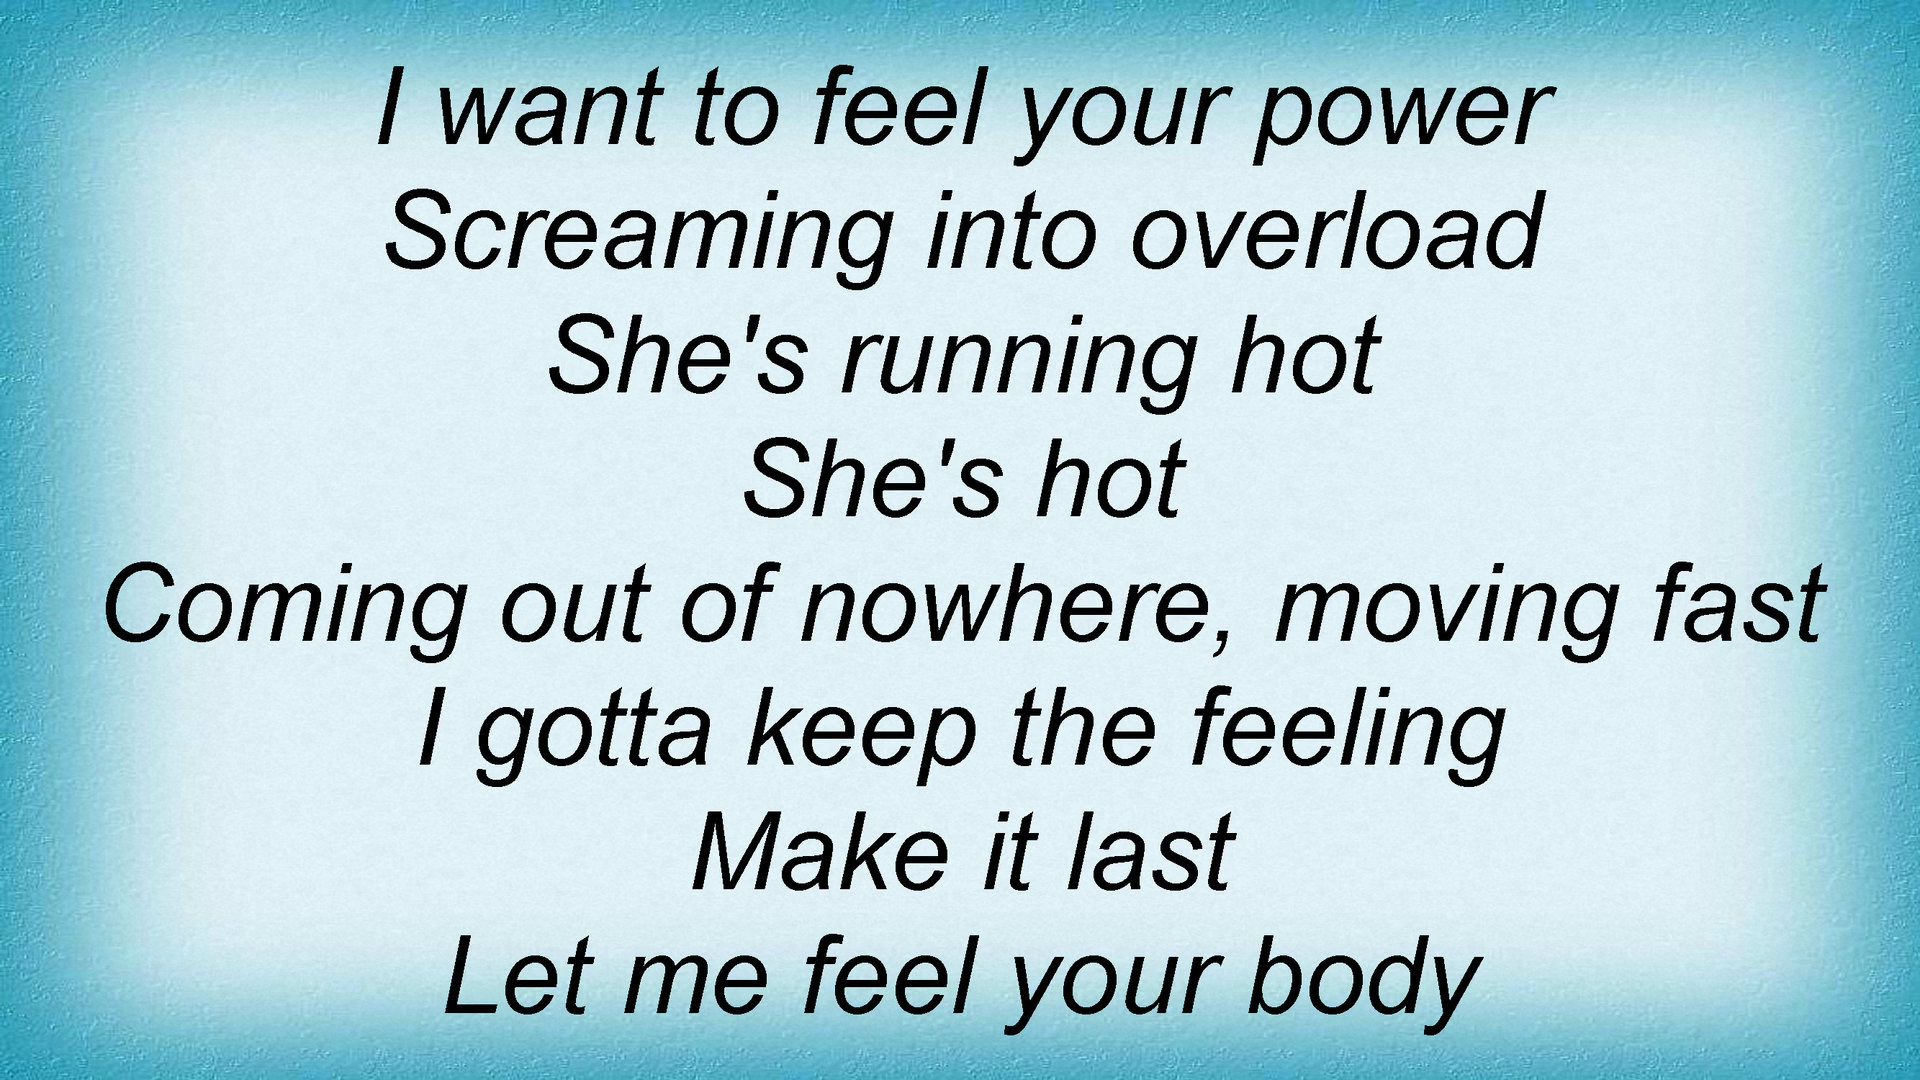 I want to feel your power
Screaming into overload
She's running hot
She's hot
Coming out of nowhere, moving fast
I gotta keep the feeling
Make it last
Let me feel your body